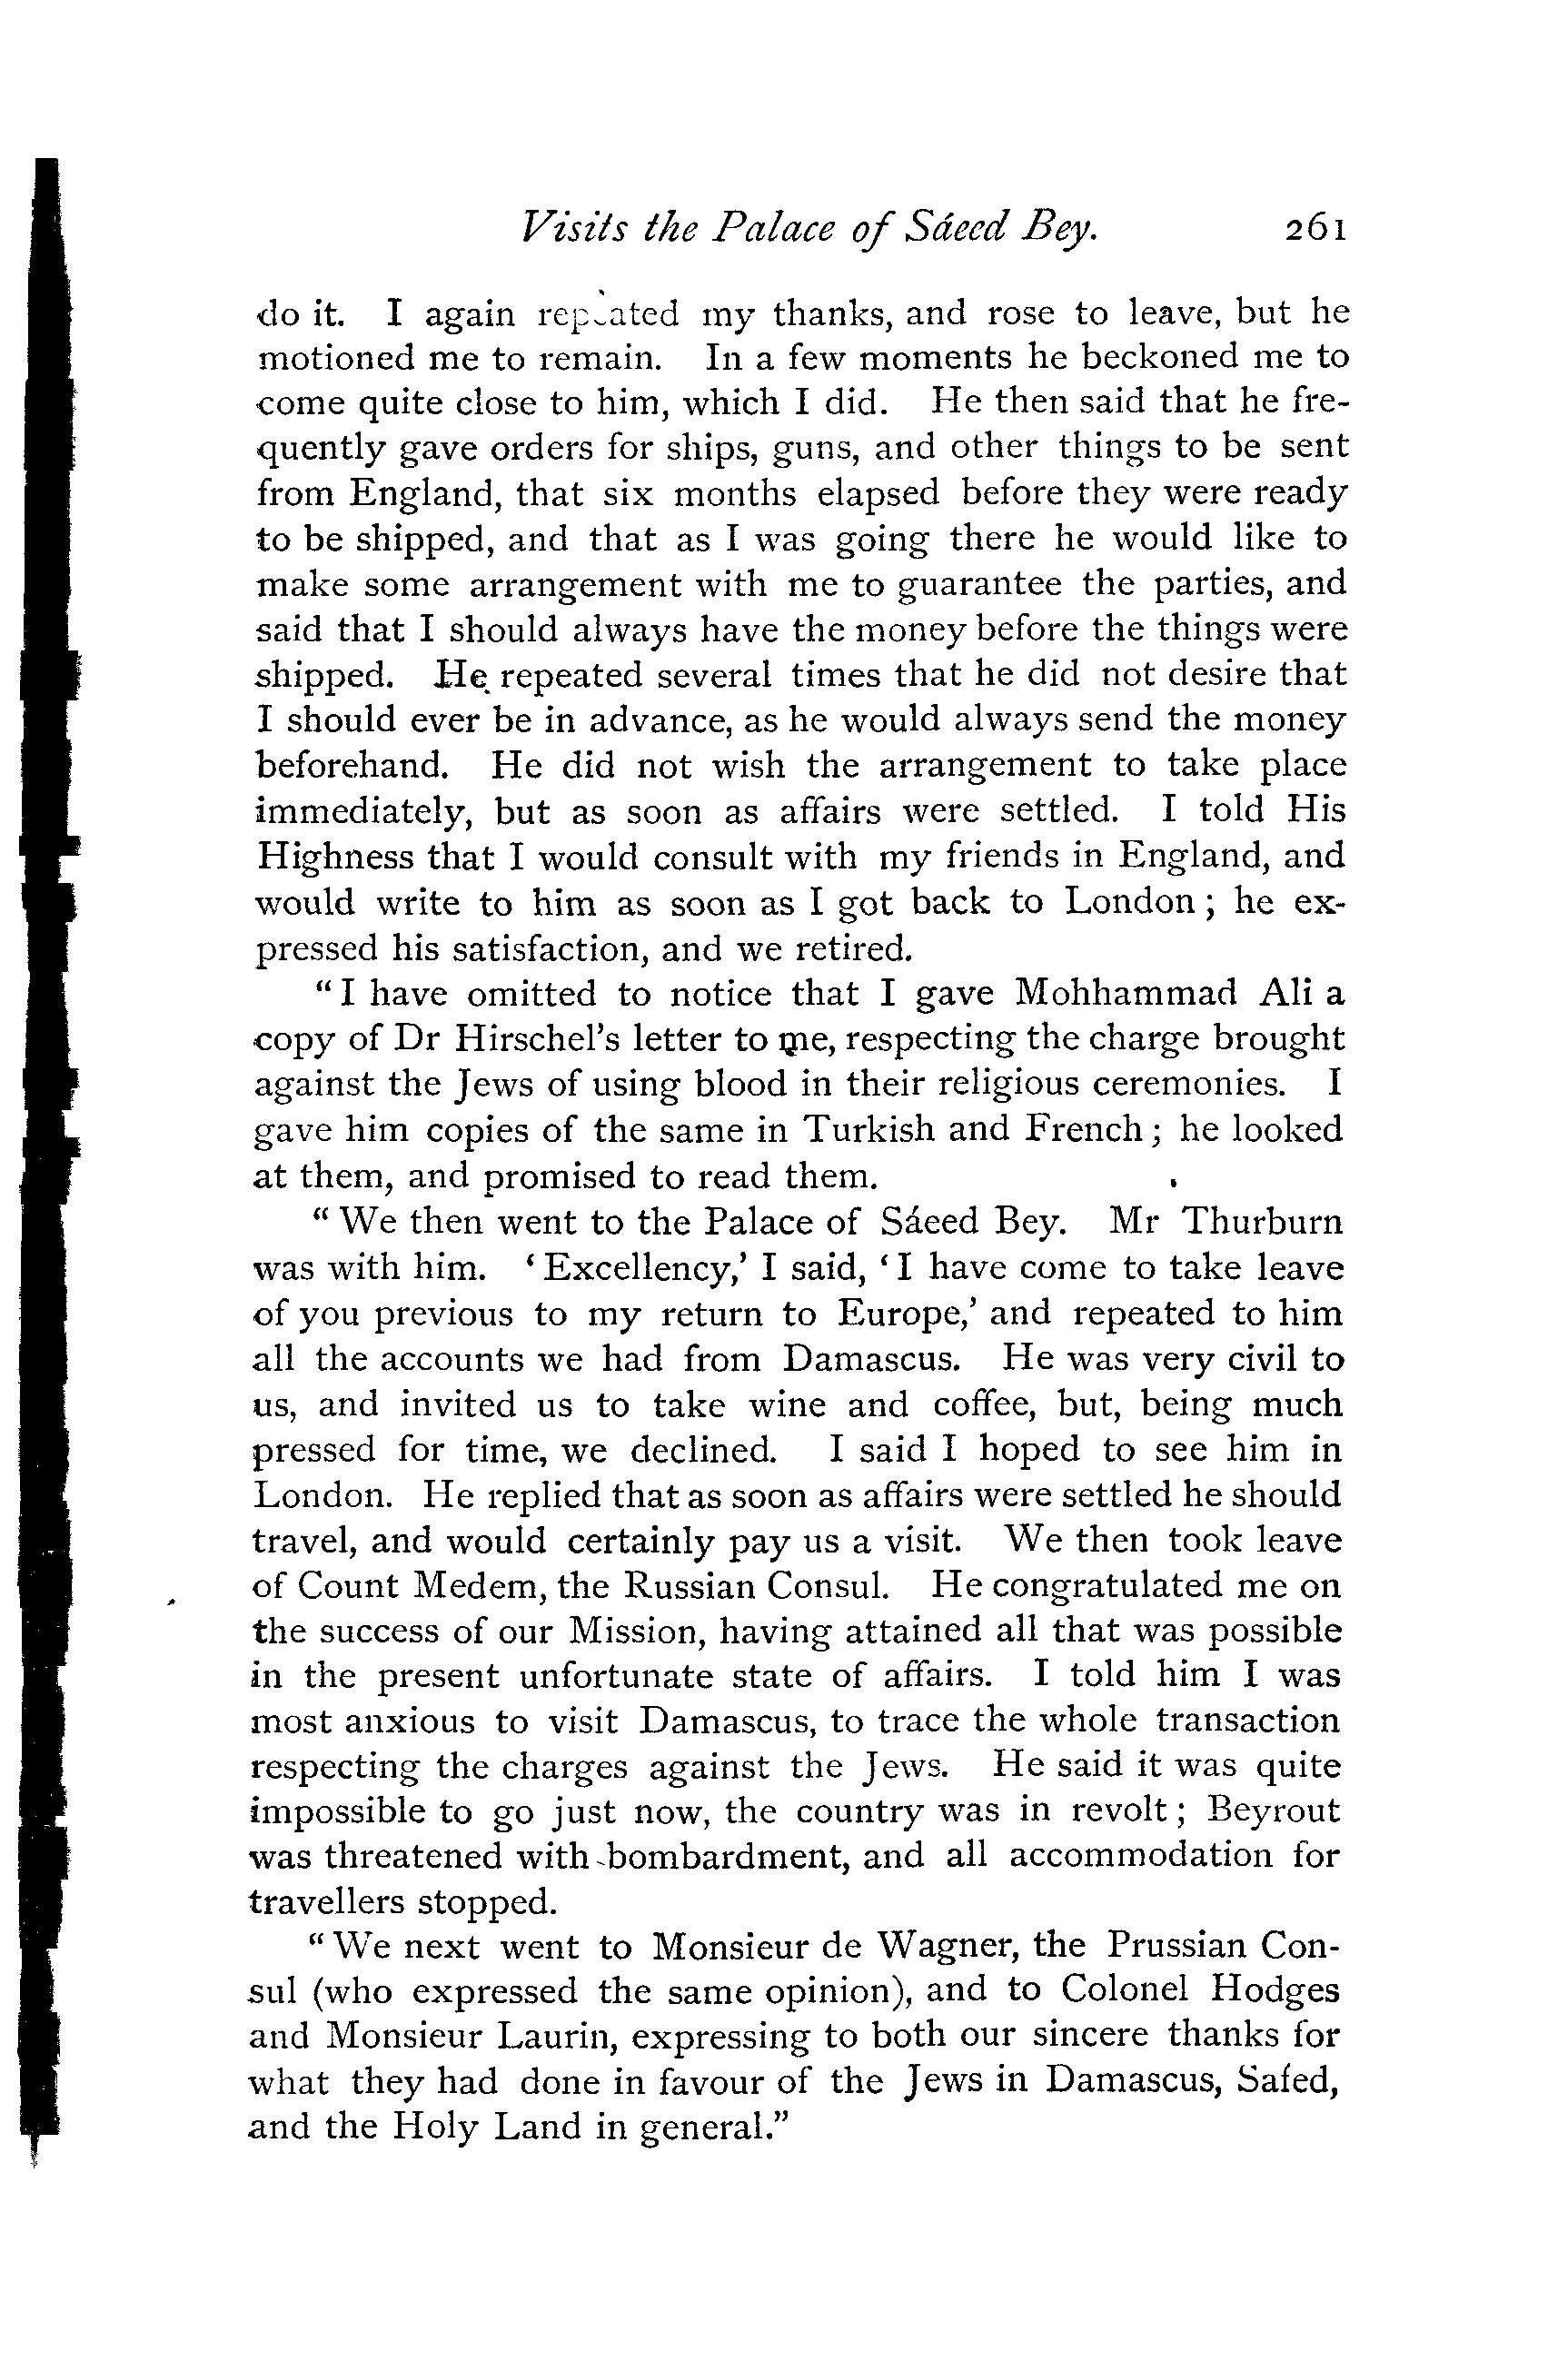 Visits the Palace of Sáeed Bey. 261
do it. I again repeated my thanks, and rose to leave, but he
motioned me to remain. In a few moments he beckoned me to
come quite close to him, which I did. He then said that he fre-
quently gave orders for ships, guns, and other things to be sent
from England, that six months elapsed before they were ready
to be shipped, and that as I was going there he would like to
make some arrangement with me to guarantee the parties, and
said that I should always have the money before the things were
shipped. He repeated several times that he did not desire that
I should ever be in advance, as he would always send the money
beforehand. He did not wish the arrangement to take place
immediately, but as soon as affairs were settled. I told His
Highness that I would consult with my friends in England, and
would write to him as soon as I got back to London; he ex-
pressed his satisfaction, and we retired.
"I have omitted to notice that I gave Mohhammad Ali a
copy of Dr Hirschel's letter to me, respecting the charge brought
against the Jews of using blood in their religious ceremonies. I
gave him copies of the same in Turkish and French; he looked
at them, and promised to read them.
"We then went to the Palace of Sáeed Bey. Mr Thurburn
was with him. 'Excellency,' I said, 'I have come to take leave
of you previous to my return to Europe,' and repeated to him
all the accounts we had from Damascus. He was very civil to
us, and invited us to take wine and coffee, but, being much
pressed for time, we declined. I said I hoped to see him in
London. He replied that as soon as affairs were settled he should
travel, and would certainly pay us a visit. We then took leave
of Count Medem, the Russian Consul. He congratulated me on
the success of our Mission, having attained all that was possible
in the present unfortunate state of affairs. I told him I was
most anxious to visit Damascus, to trace the whole transaction
respecting the charges against the Jews. He said it was quite
impossible to go just now, the country was in revolt; Beyrout
was threatened with bombardment, and all accommodation for
travellers stopped.
"We next went to Monsieur de Wagner, the Prussian Con-
sul (who expressed the same opinion), and to Colonel Hodges
and Monsieur Laurin, expressing to both our sincere thanks for
what they had done in favour of the Jews in Damascus, Safed,
and the Holy Land in general."